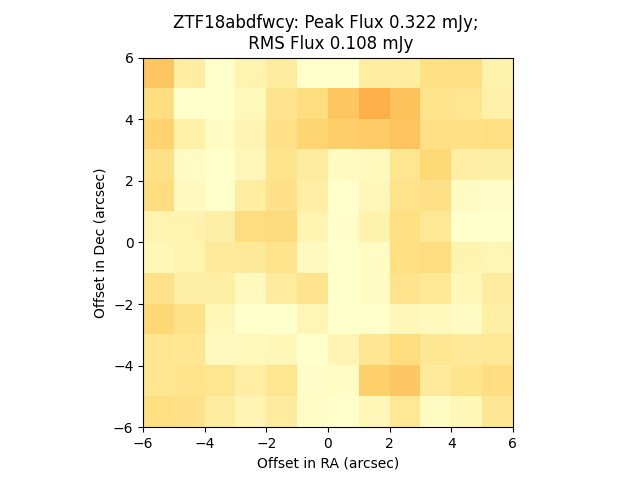 ZTF18abdfwcy: Peak Flux 0.322 mJy;
RMS Flux 0.108 mJy
6
4
2
0
−2
−4
−6
Offset in Dec (arcsec)
−6 −4 −2 0 2 4 6
Offset in RA (arcsec)